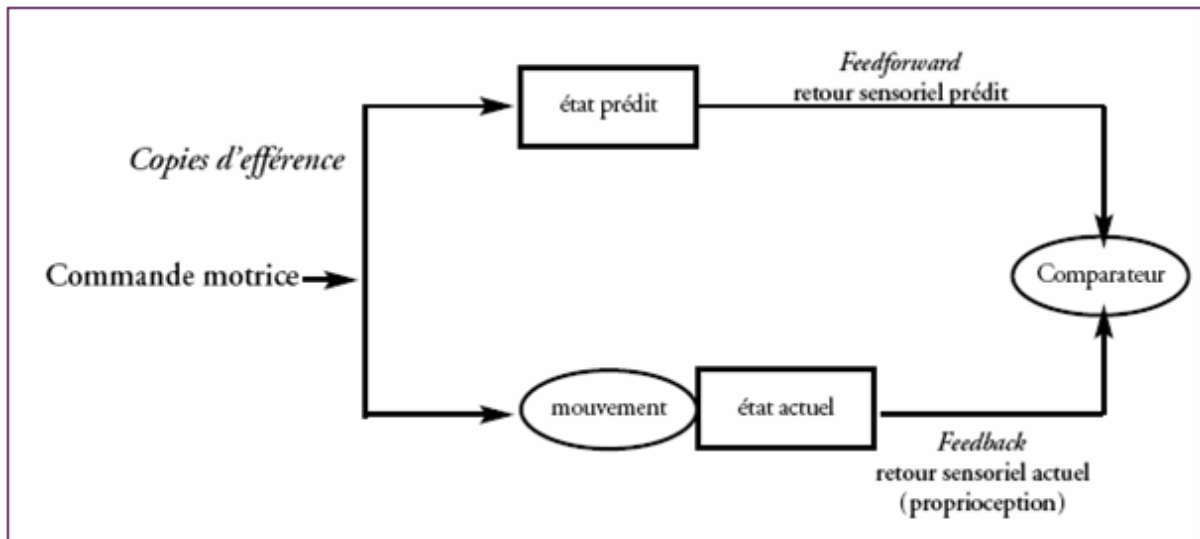 Feedforward
retour sensoriel prédit
état prédit
Copies d'efférence
Commande motrice
Comparateur
mouvement
état actuel
Feedback
retour sensoriel actuel
(proprioception)